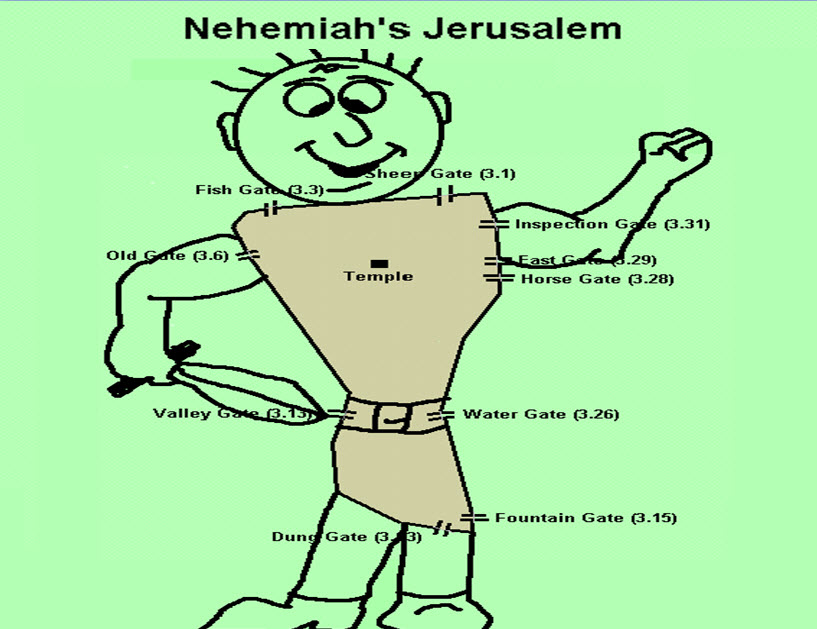 Nehemiah's Jerusalem
Sheep Gate (3.1)
Fish Gate (3.3)
Inspection Gate (3.31)
Old Gate (3.6)
East Gate (3.29)
Temple
Horse Gate (3.28)
Valley Gate (3.13)
Water Gate (3.26)
Fountain Gate (3.15)
Dung Gate (3.13)